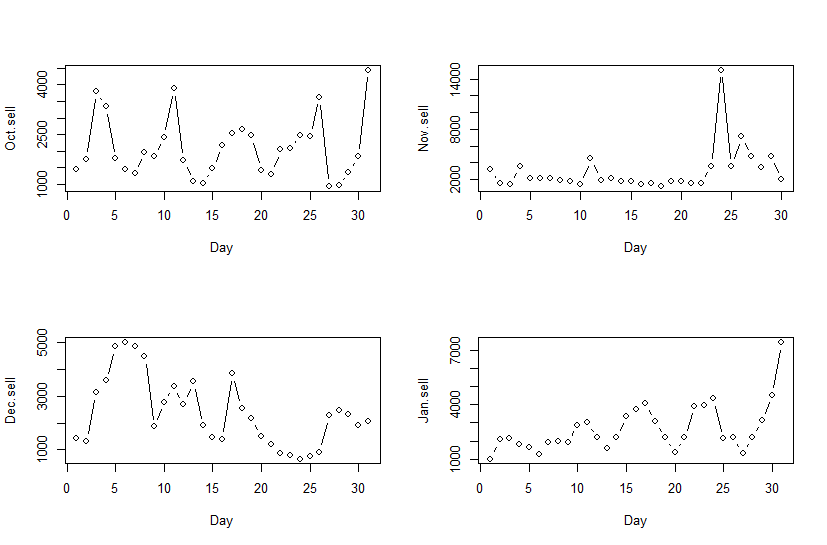 Oct.sell
4000
2500
1000
0 5 10 15 20 25 30
Day
Nov.sell
14000
8000
2000
0 5 10 15 20 25 30
Day
Dec.sell
5000
3000
1000
0 5 10 15 20 25 30
Day
Jan.sell
7000
4000
1000
0 5 10 15 20 25 30
Day